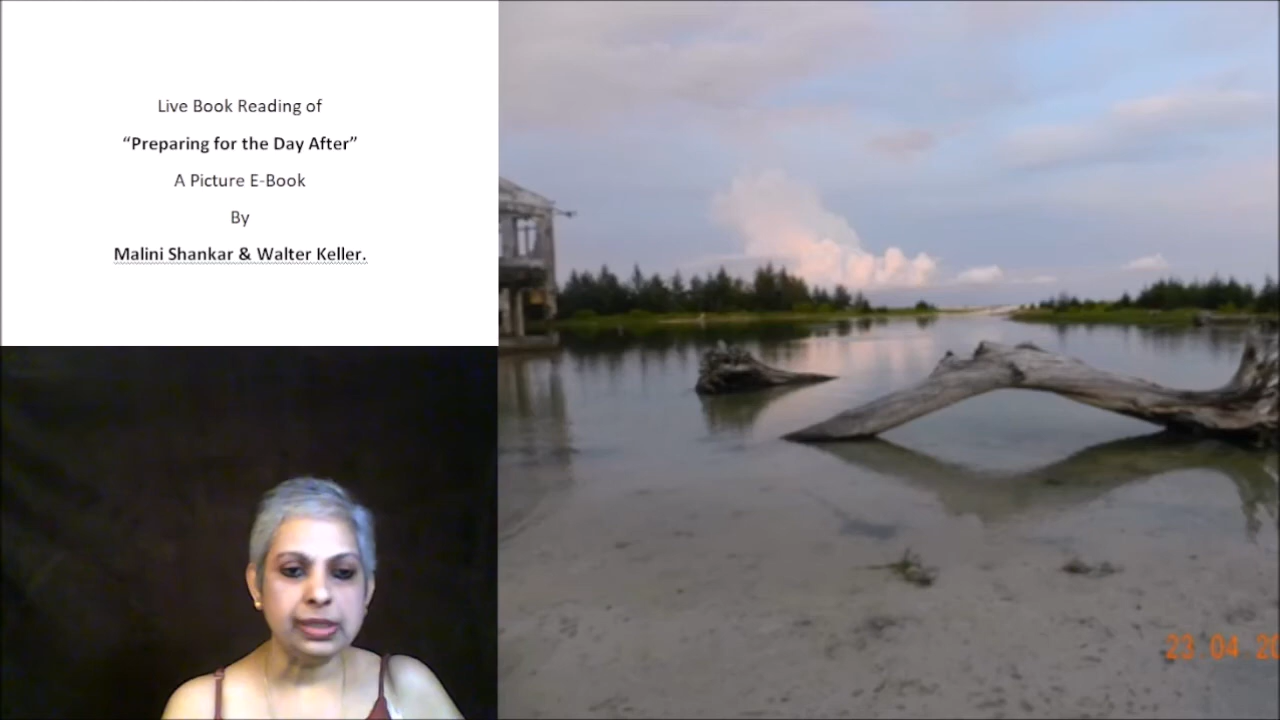 Live Book Reading of
“Preparing for the Day After”
A Picture E-Book
By
Malini Shankar & Walter Keller.
23 04 20